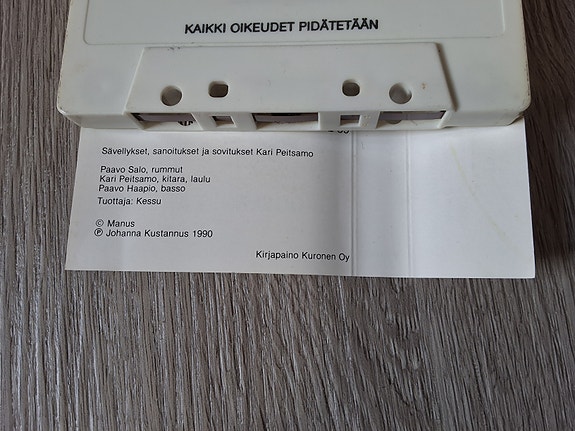 KAIKKI OIKEUDET PIDÄTETÄÄN
Sävellykset, sanoitukset ja sovitukset Kari Peitsamo
Paavo Salo, rummut
Kari Peitsamo, kitara, laulu
Paavo Haapio, basso
Tuottaja: Kessu
© Manus
℗ Johanna Kustannus 1990
Kirjapaino Kuronen Oy